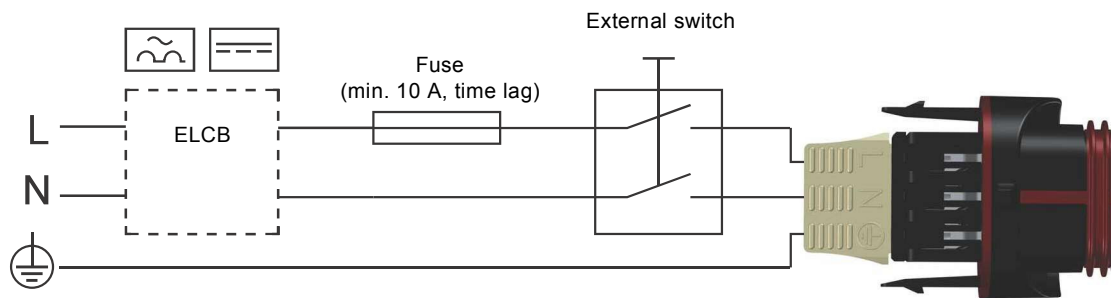 External switch
Fuse
(min. 10 A, time lag)
L
ELCB
N
L
N